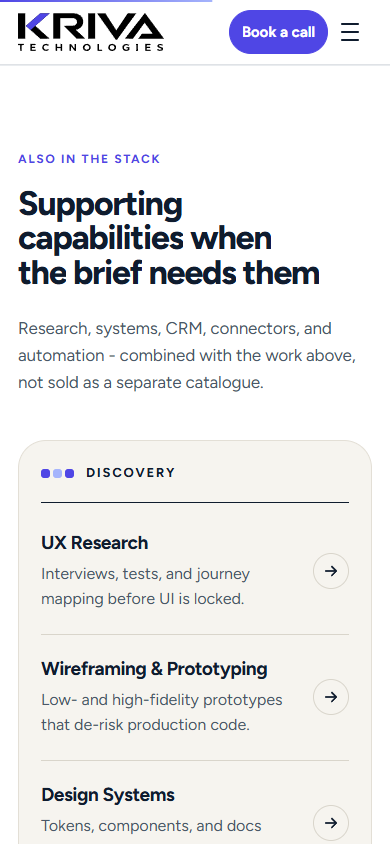 KRIVA
TECHNOLOGIES
Book a call
ALSO IN THE STACK
Supporting
capabilities when
the brief needs them
Research, systems, CRM, connectors, and
automation - combined with the work above,
not sold as a separate catalogue.
DISCOVERY
UX Research
Interviews, tests, and journey
mapping before UI is locked.
Wireframing & Prototyping
Low- and high-fidelity prototypes
that de-risk production code.
Design Systems
Tokens, components, and docs